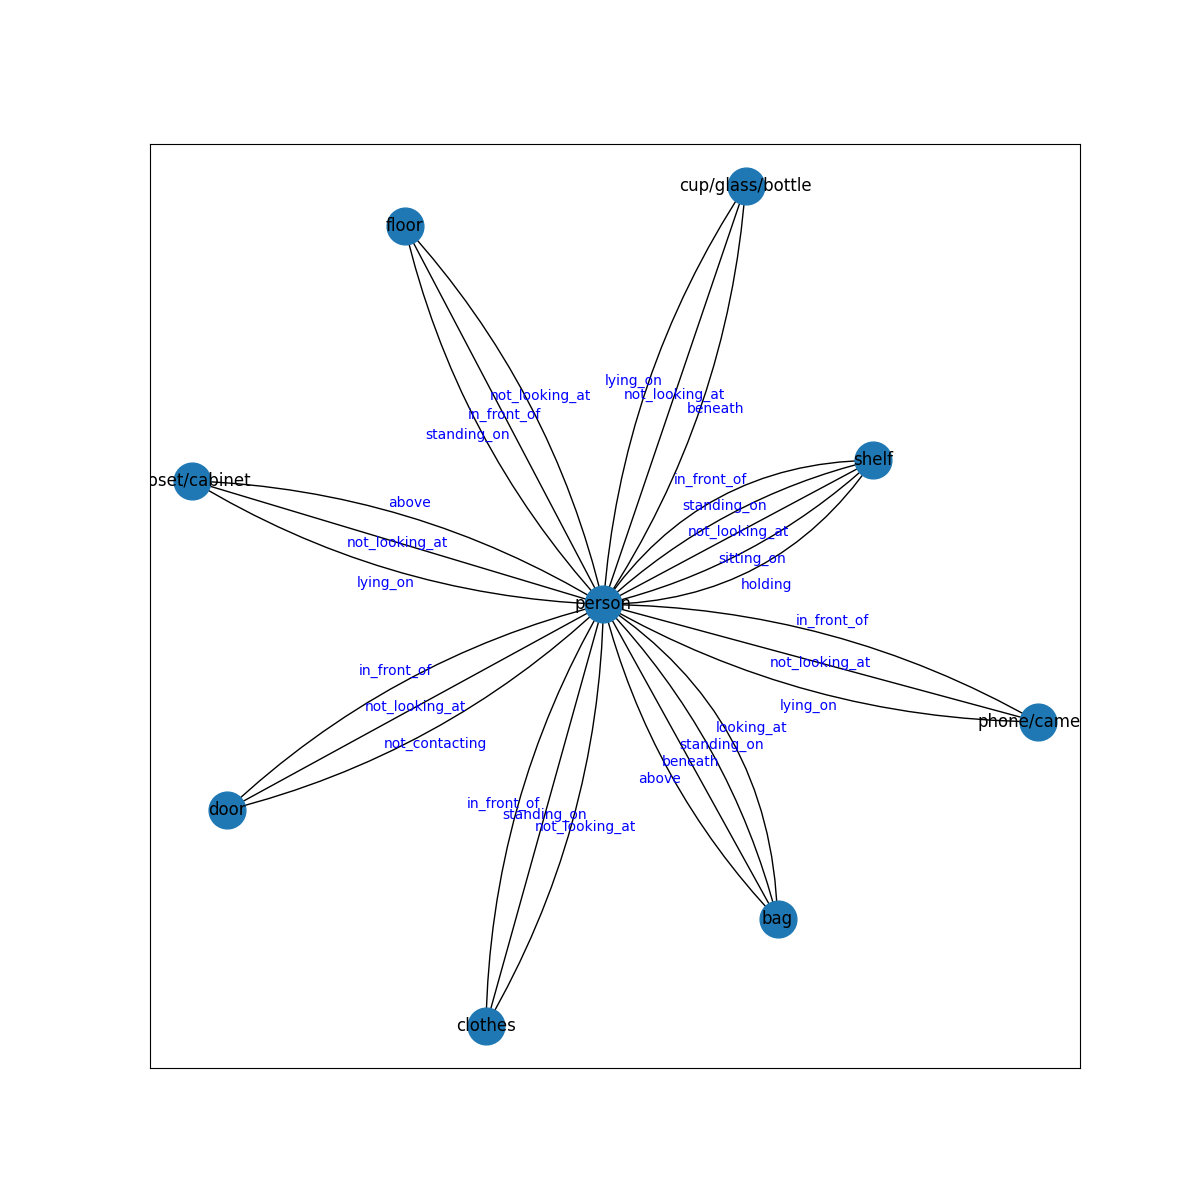 cup/glass/bottle
floor
lying_on
not_looking_at
not_looking_at
beneath
in_front_of
standing_on
shelf
in_front_of
oset/cabinet
above
standing_on
not_looking_at
not_looking_at
sitting_on
lying_on
holding
person
in_front_of
in_front_of
not_looking_at
not_looking_at
lying_on
phone/came
looking_at
not_contacting
standing_on
beneath
above
in_front_of
door
standing_on
not_looking_at
bag
clothes